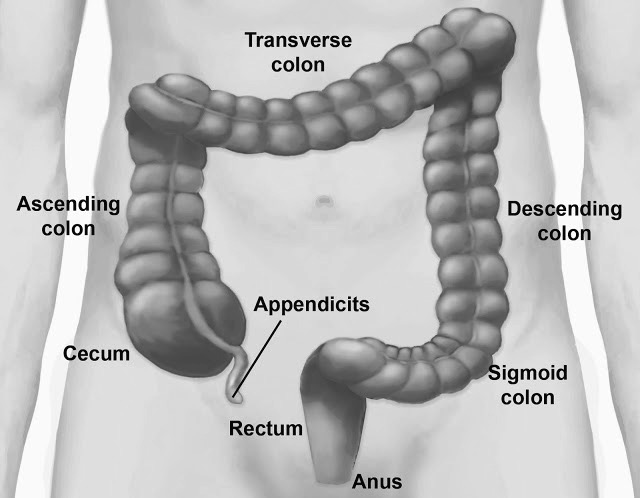 Transverse
colon
Ascending
colon
Descending
colon
Appendicits
Cecum
Sigmoid
colon
Rectum
Anus